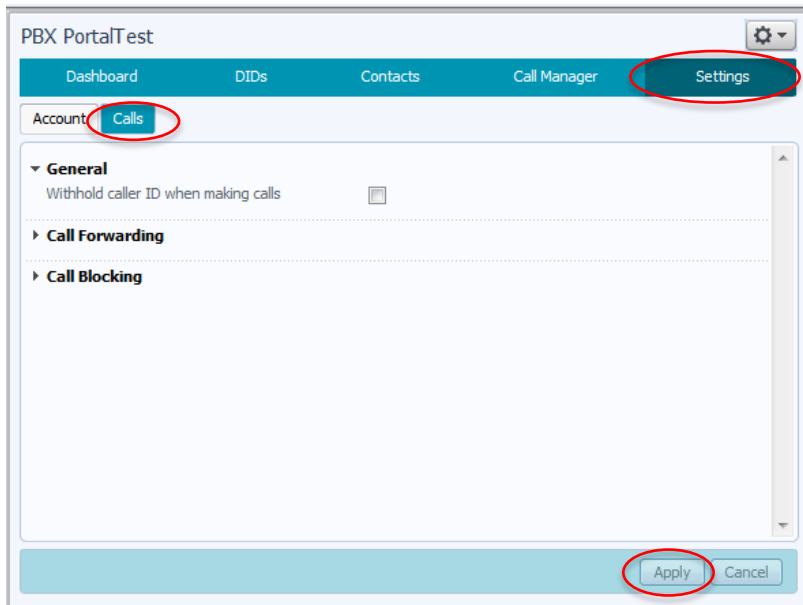 PBX PortalTest
Dashboard DIDs Contacts Call Manager Settings
Account Calls
General
Withhold caller ID when making calls
Call Forwarding
Call Blocking
Apply Cancel